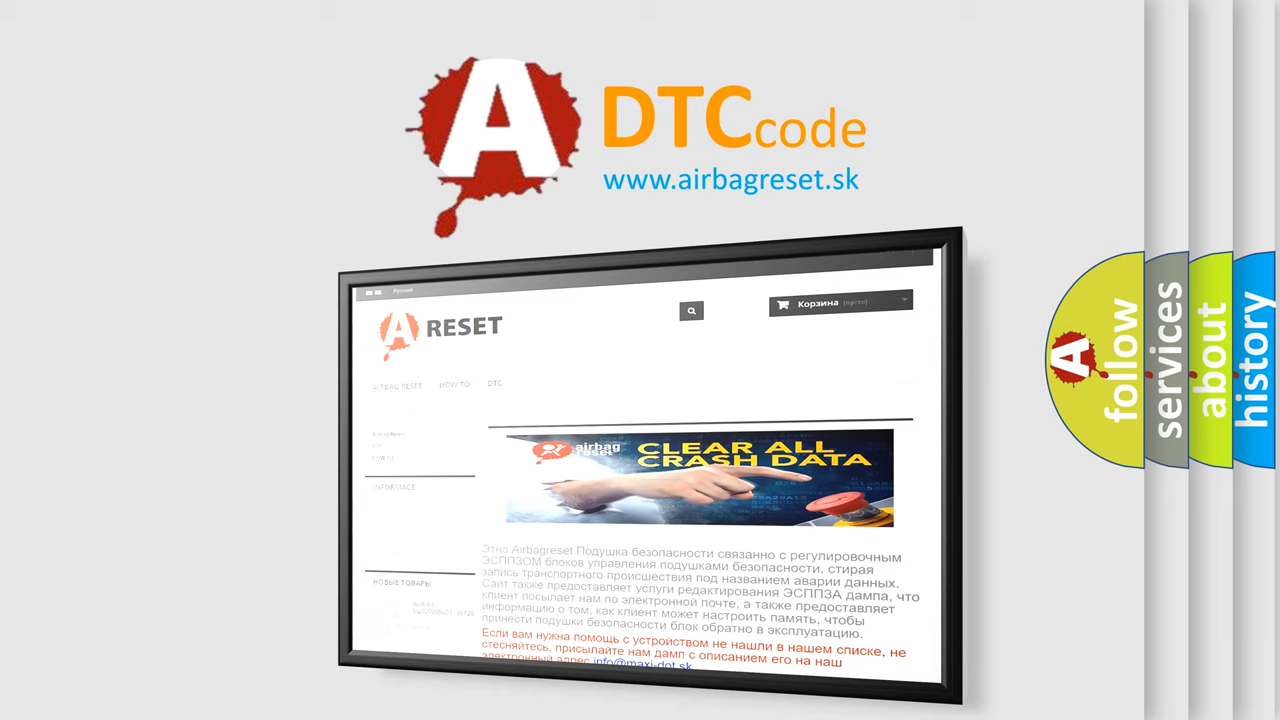 A DTCcode
www.airbagreset.sk
Русский
Корзина (пусто)
A RESET
AIRBAG RESET HOW TO DTC
Airbag Reset
HOW TO
INFORMACE
airbag
reset
CLEAR ALL
CRASH DATA
Этно Airbagreset Подушка безопасности связанно с регулировочным
ЭСППЗОМ блоков управления подушками безопасности, стирая
запись транспортного происшествия под названием аварии данных.
Сайт также предоставляет услуги редактирования ЭСППЗА дампа, что
клиент посылает нам по электронной почте, а также предоставляет
информацию о том, как клиент может настроить память, чтобы
принести подушки безопасности блок обратно в эксплуатацию.
Если вам нужна помощь с устройством не нашли в нашем списке, не
стесняйтесь, присылайте нам дамп с описанием его на наш
электронный адрес info@maxi-dot.sk
НОВЫЕ ТОВАРЫ
A follow
services
about
history